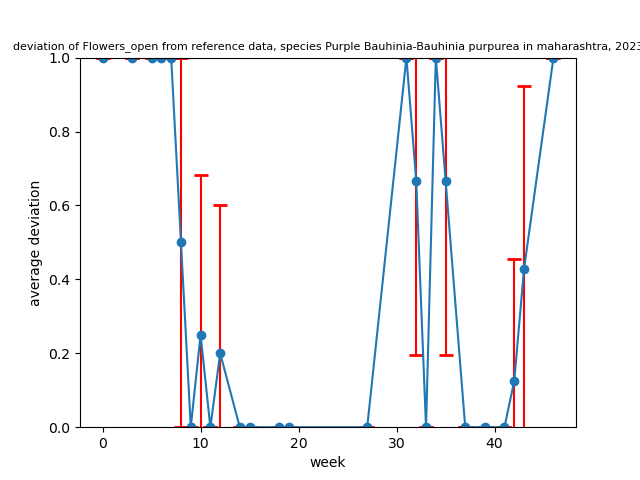 deviation of Flowers_open from reference data, species Purple Bauhinia-Bauhinia purpurea in maharashtra, 2023
1.0
0.8
0.6
0.4
0.2
0.0
average deviation
0 10 20 30 40
week